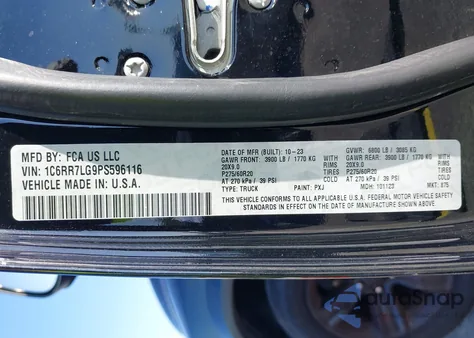 MFD BY: FCA US LLC
VIN: 1C6RR7LG9PS596116
VEHICLE MADE IN U.S.A.
DATE OF MFR (BUILT) 10-23
GVWR: 6800 LB / 3085 KG
GAWR FRONT 3900 LB / 1770 KG
GAWR REAR: 3900 LB / 1770 KG
20X9.0 RIMS
20X9.0
P275/60R20 TIRES
P275/60R20
AT 270 kPa / 39 PSI
AT 270 kPa / 39 PSI
TYPE: TRUCK PAINT: PXJ MDH: 101123 MKT: 875
THIS VEHICLE CONFORMS TO ALL APPLICABLE U.S.A. FEDERAL MOTOR VEHICLE SAFETY
STANDARDS IN EFFECT ON THE DATE OF MANUFACTURE SHOWN ABOVE
autoSnap